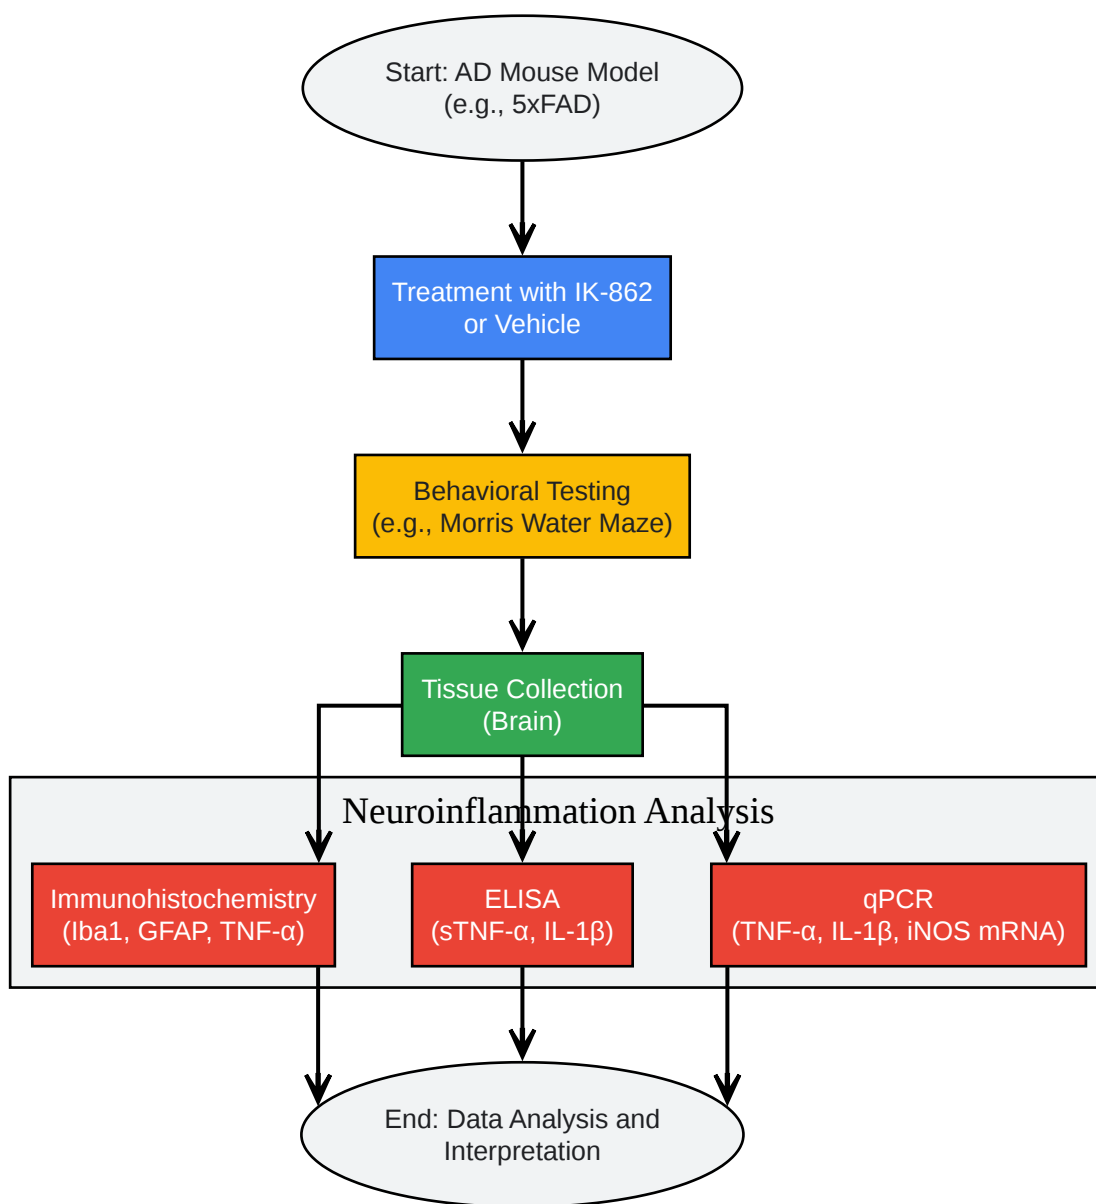 Start: AD Mouse Model
(e.g., 5xFAD)
Treatment with IK-862
or Vehicle
Behavioral Testing
(e.g., Morris Water Maze)
Tissue Collection
(Brain)
Neuroinflammation Analysis
Immunohistochemistry
(Iba1, GFAP, TNF-α)
ELISA
(sTNF-α, IL-1β)
qPCR
(TNF-α, IL-1β, iNOS mRNA)
End: Data Analysis and
Interpretation